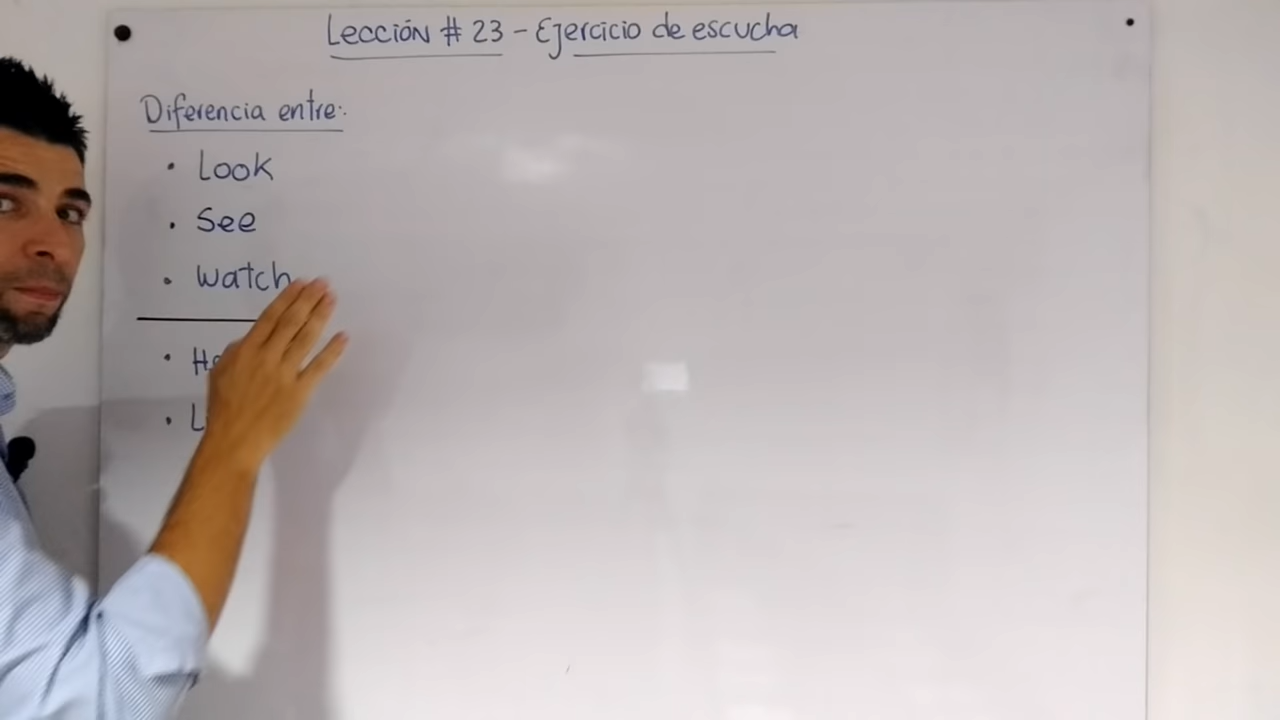 Lección # 23 - Ejercicio de escucha
Diferencia entre:
• Look
• See
• Watch